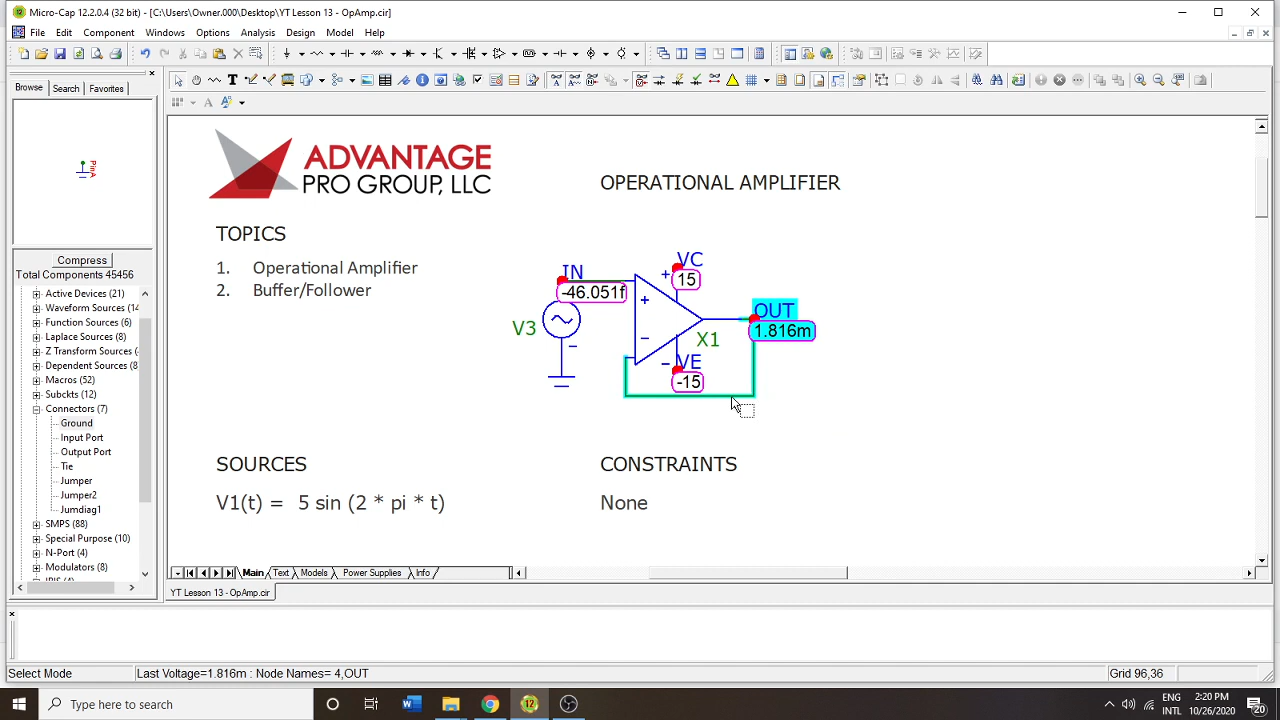 Micro-Cap 12.2.0.4 (32 bit) - [C:\Users\Owner.000\Desktop\YT Lesson 13 - OpAmp.cir]
File Edit Component Windows Options Analysis Design Model Help
Browse Search Favorites
PinA
Compress
Total Components 45456
Active Devices (21)
Waveform Sources (14
Function Sources (6)
Laplace Sources (8)
Z Transform Sources (
Dependent Sources (8
Macros (52)
Subckts (12)
Connectors (7)
Ground
Input Port
Output Port
Tie
Jumper
Jumper2
Jumdiag1
SMPS (88)
Special Purpose (10)
N-Port (4)
Modulators (8)
ADVANTAGE
PRO GROUP, LLC
OPERATIONAL AMPLIFIER
TOPICS
1. Operational Amplifier
2. Buffer/Follower
IN
-46.051f
V3
VC
15
+
+
-
-
-
X1
VE
-15
OUT
1.816m
SOURCES
V1(t) = 5 sin (2 * pi * t)
CONSTRAINTS
None
Main Text Models Power Supplies Info
YT Lesson 13 - OpAmp.cir
Select Mode
Last Voltage=1.816m : Node Names= 4,OUT
Grid 96,36
Type here to search
ENG
INTL
2:20 PM
10/26/2020
20